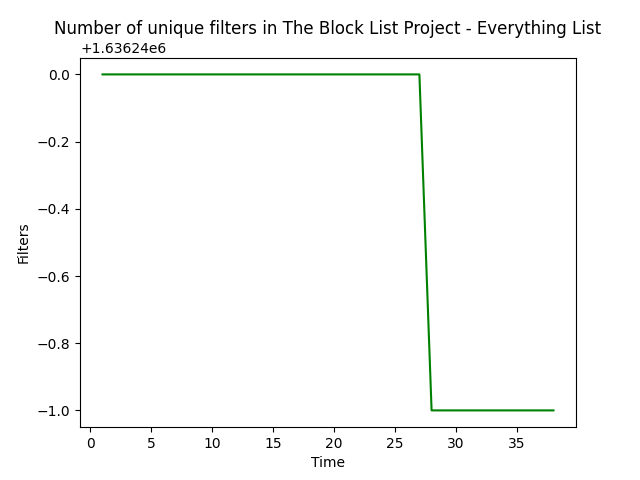 Number of unique filters in The Block List Project - Everything List
+1.63624e6
0.0
−0.2
−0.4
−0.6
−0.8
−1.0
Filters
0 5 10 15 20 25 30 35
Time